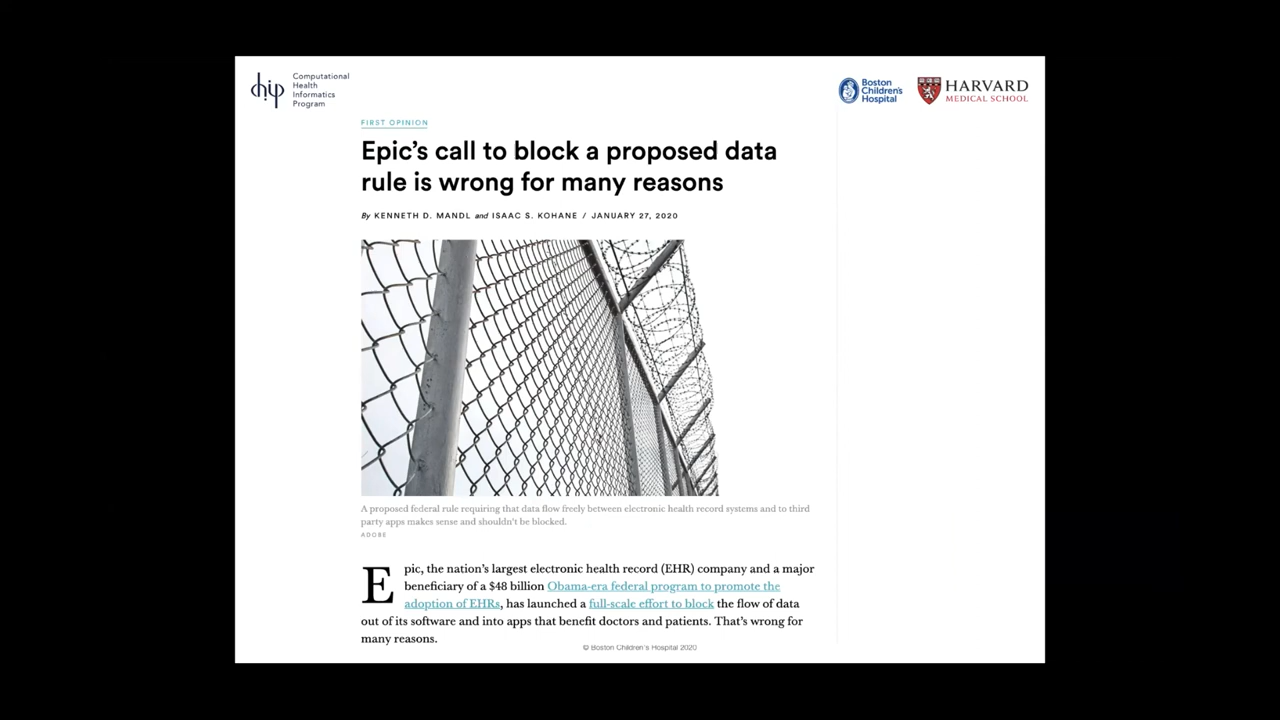 Computational
Health
Informatics
Program
chip
Boston
Children's
Hospital
HARVARD
MEDICAL SCHOOL
FIRST OPINION
Epic's call to block a proposed data
rule is wrong for many reasons
By KENNETH D. MANDL and ISAAC S. KOHANE / JANUARY 27, 2020
A proposed federal rule requiring that data flow freely between electronic health record systems and to third
party apps makes sense and shouldn't be blocked.
ADOBE
Epic, the nation's largest electronic health record (EHR) company and a major
beneficiary of a $48 billion Obama-era federal program to promote the
adoption of EHRs, has launched a full-scale effort to block the flow of data
out of its software and into apps that benefit doctors and patients. That's wrong for
many reasons.
© Boston Children's Hospital 2020